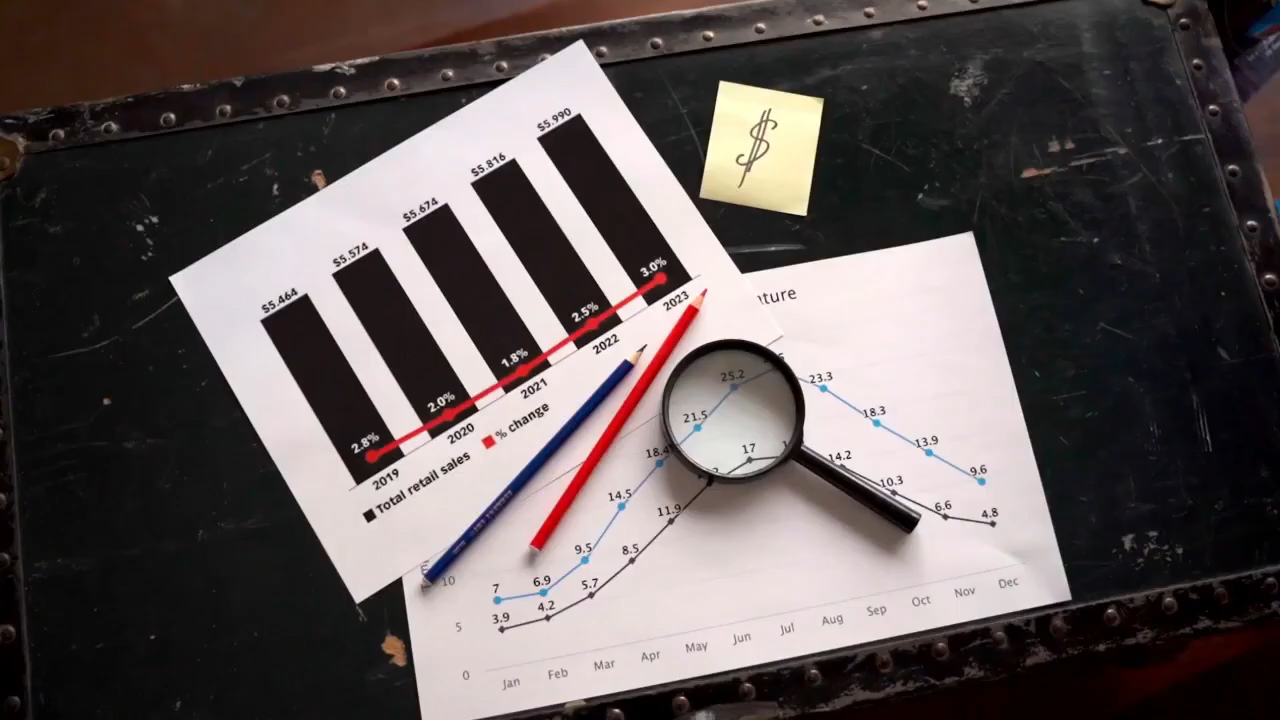 $5.464
$5.574
$5.674
$5.816
$5.990
2.8%
2.0%
1.8%
2.5%
3.0%
2019
2020
2021
2022
2023
Total retail sales
% change
$
7
6.9
9.5
14.5
18.4
21.5
25.2
23.3
18.3
13.9
9.6
3.9
4.2
5.7
8.5
11.9
17
14.2
10.3
6.6
4.8
10
5
0
Jan
Feb
Mar
Apr
May
Jun
Jul
Aug
Sep
Oct
Nov
Dec